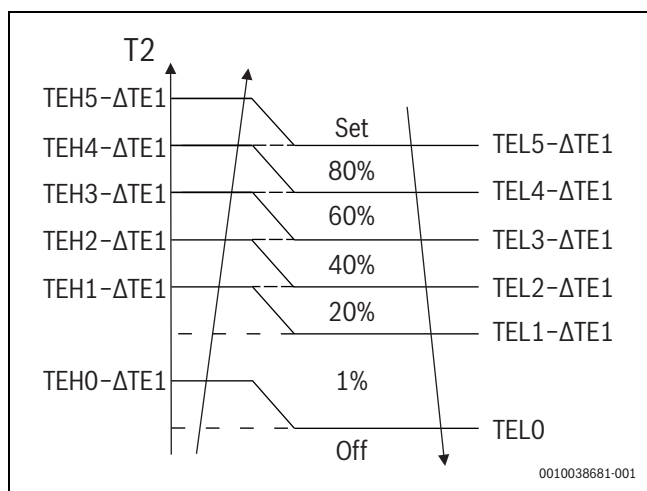 T2
TEH5-ΔTE1
Set
TEH4-ΔTE1
TEL5-ΔTE1
80%
TEH3-ΔTE1
TEL4-ΔTE1
60%
TEH2-ΔTE1
TEL3-ΔTE1
40%
TEH1-ΔTE1
TEL2-ΔTE1
20%
TEL1-ΔTE1
TEH0-ΔTE1
1%
TEL0
Off
0010038681-001